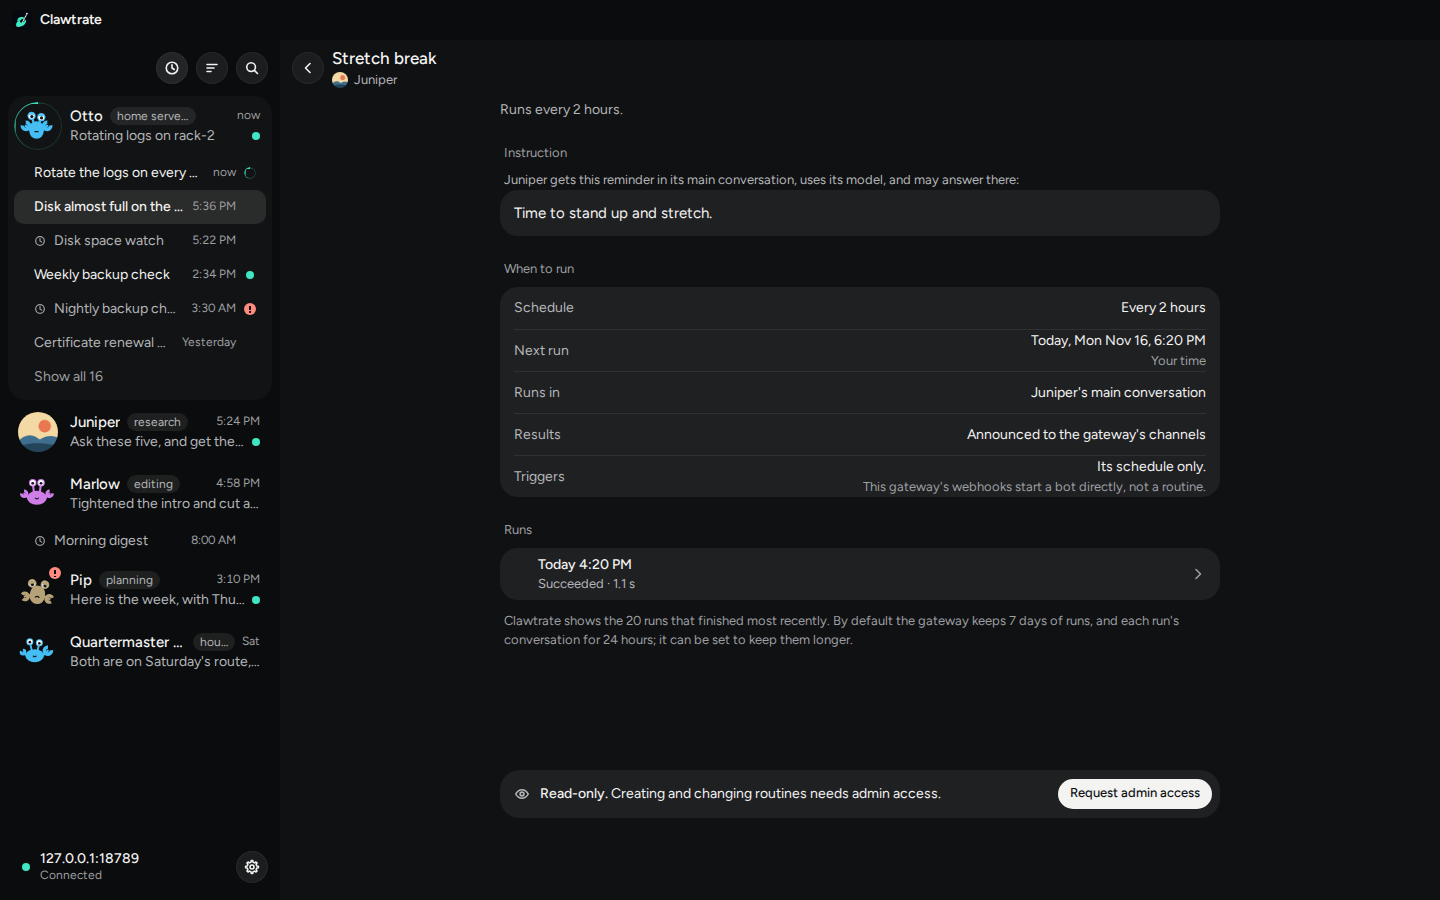 Clawtrate
Otto home serve... now
Rotating logs on rack-2
Rotate the logs on every ... now
Disk almost full on the ... 5:36 PM
Disk space watch 5:22 PM
Weekly backup check 2:34 PM
Nightly backup ch... 3:30 AM
Certificate renewal ... Yesterday
Show all 16
Juniper research 5:24 PM
Ask these five, and get the...
Marlow editing 4:58 PM
Tightened the intro and cut a...
Morning digest 8:00 AM
Pip planning 3:10 PM
Here is the week, with Thu...
Quartermaster ... hou... Sat
Both are on Saturday's route,...
127.0.0.1:18789
Connected
Stretch break
Juniper
Runs every 2 hours.
Instruction
Juniper gets this reminder in its main conversation, uses its model, and may answer there:
Time to stand up and stretch.
When to run
Schedule Every 2 hours
Next run Today, Mon Nov 16, 6:20 PM
Your time
Runs in Juniper's main conversation
Results Announced to the gateway's channels
Triggers Its schedule only.
This gateway's webhooks start a bot directly, not a routine.
Runs
Today 4:20 PM
Succeeded · 1.1 s
Clawtrate shows the 20 runs that finished most recently. By default the gateway keeps 7 days of runs, and each run's
conversation for 24 hours; it can be set to keep them longer.
Read-only. Creating and changing routines needs admin access. Request admin access